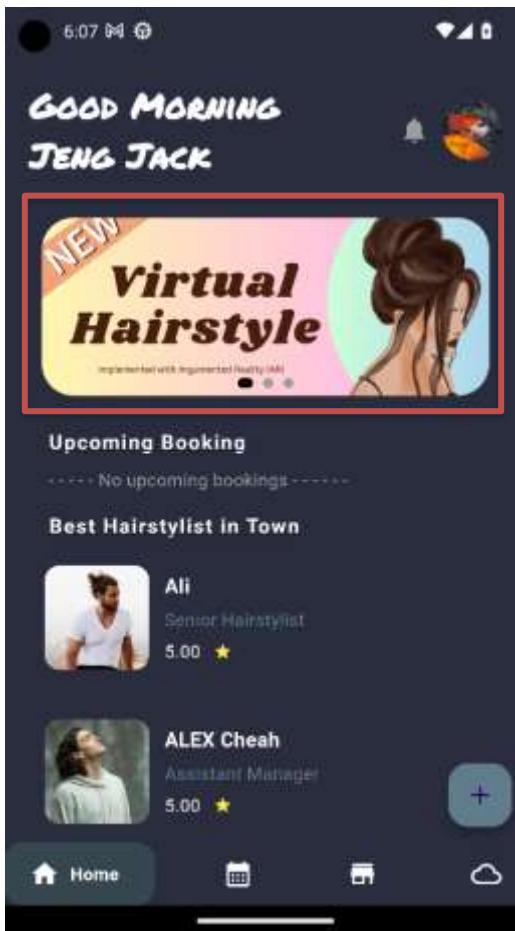 6:07
Good Morning
Jeng Jack
NEW
Virtual
Hairstyle
Implemented with Argumented Reality (AR)
Upcoming Booking
- - - - - No upcoming bookings - - - - - -
Best Hairstylist in Town
Ali
Senior Hairstylist
5.00
ALEX Cheah
Assistant Manager
5.00
+
Home